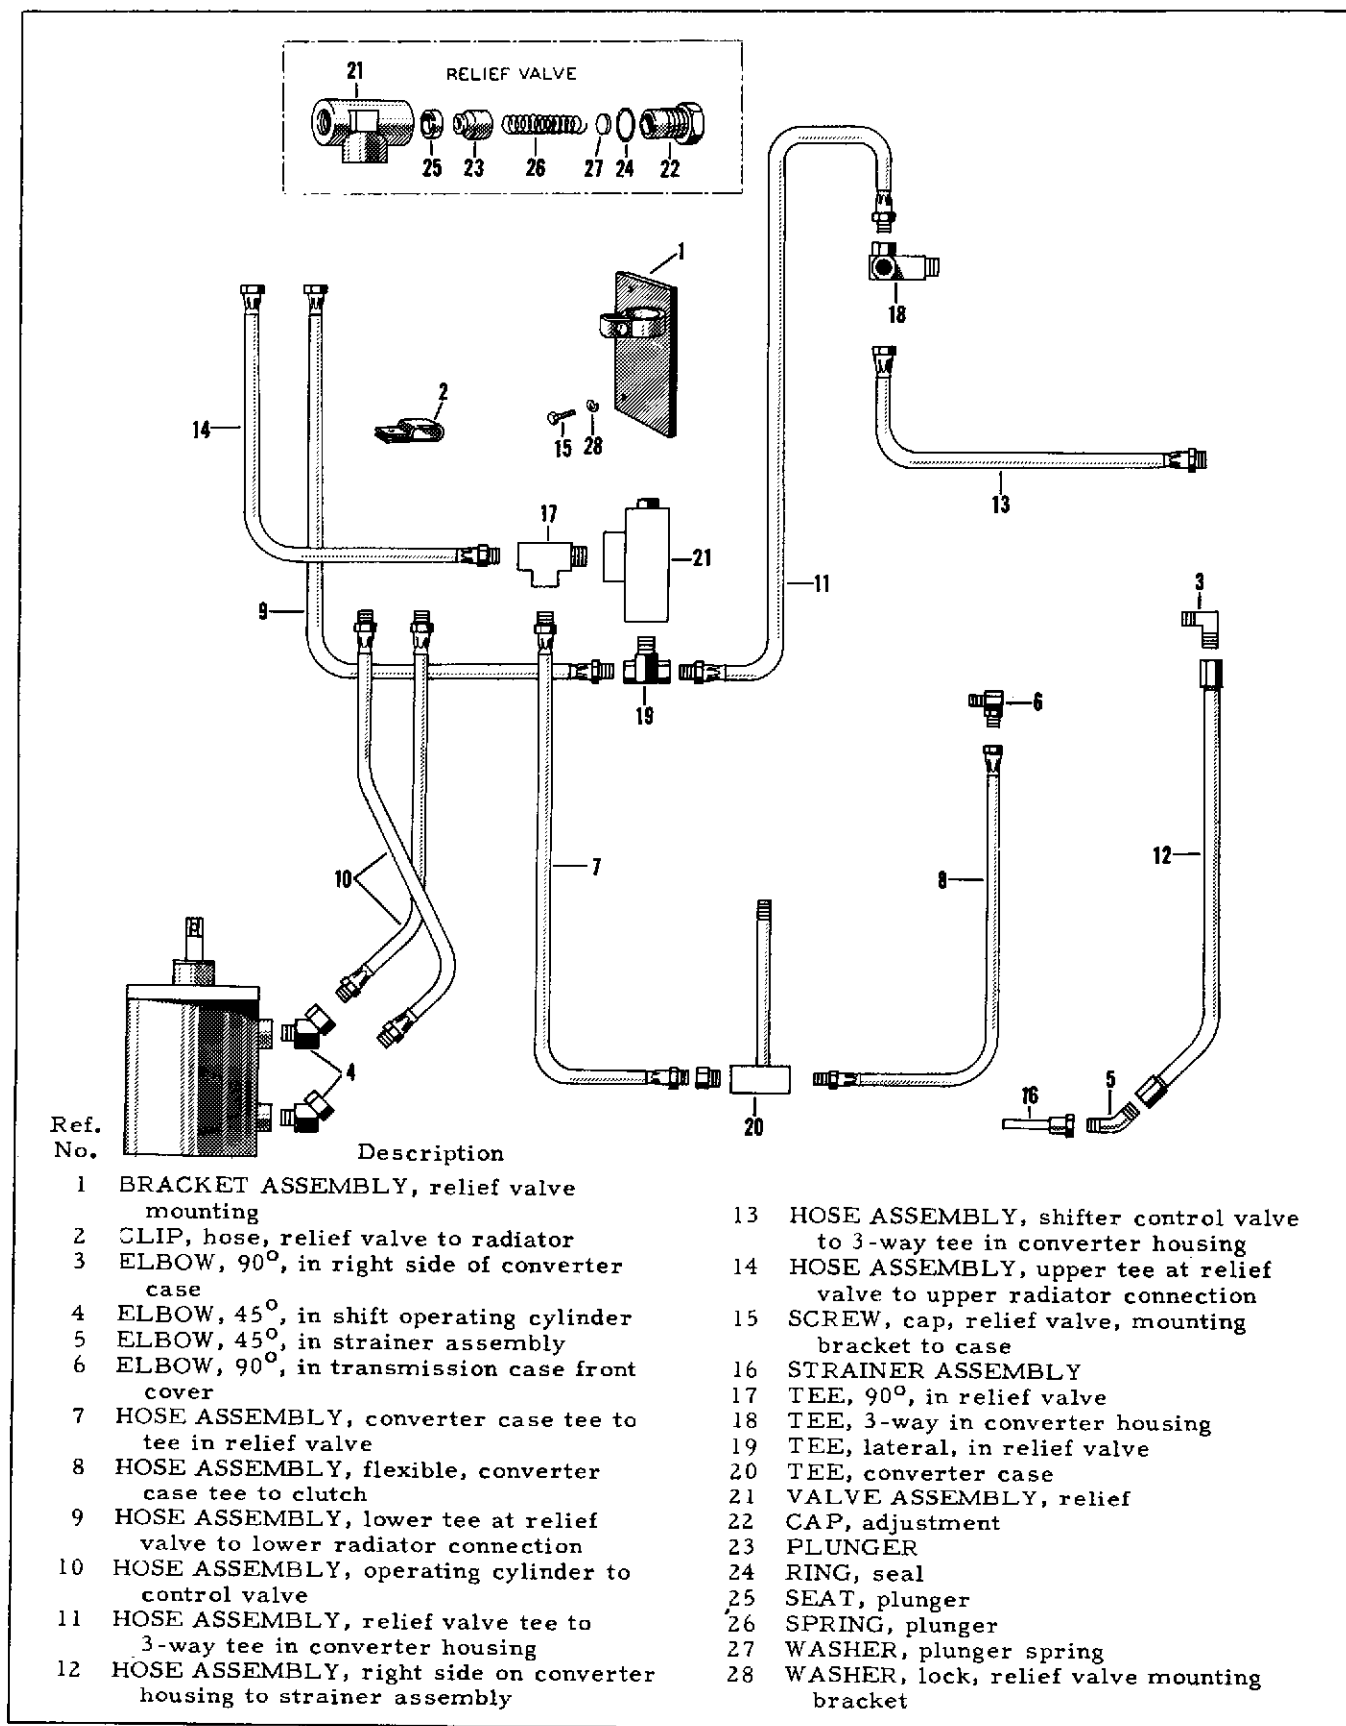 RELIEF VALVE
21
25
23
26
27
24
22
1
18
14
2
15
28
13
17
21
11
3
9
19
6
10
7
8
12
4
20
16
5
Ref.
No.
Description
1 BRACKET ASSEMBLY, relief valve
mounting
2 CLIP, hose, relief valve to radiator
3 ELBOW, 90°, in right side of converter
case
4 ELBOW, 45°, in shift operating cylinder
5 ELBOW, 45°, in strainer assembly
6 ELBOW, 90°, in transmission case front
cover
7 HOSE ASSEMBLY, converter case tee to
tee in relief valve
8 HOSE ASSEMBLY, flexible, converter
case tee to clutch
9 HOSE ASSEMBLY, lower tee at relief
valve to lower radiator connection
10 HOSE ASSEMBLY, operating cylinder to
control valve
11 HOSE ASSEMBLY, relief valve tee to
3-way tee in converter housing
12 HOSE ASSEMBLY, right side on converter
housing to strainer assembly
13 HOSE ASSEMBLY, shifter control valve
to 3-way tee in converter housing
14 HOSE ASSEMBLY, upper tee at relief
valve to upper radiator connection
15 SCREW, cap, relief valve, mounting
bracket to case
16 STRAINER ASSEMBLY
17 TEE, 90°, in relief valve
18 TEE, 3-way in converter housing
19 TEE, lateral, in relief valve
20 TEE, converter case
21 VALVE ASSEMBLY, relief
22 CAP, adjustment
23 PLUNGER
24 RING, seal
25 SEAT, plunger
26 SPRING, plunger
27 WASHER, plunger spring
28 WASHER, lock, relief valve mounting
bracket